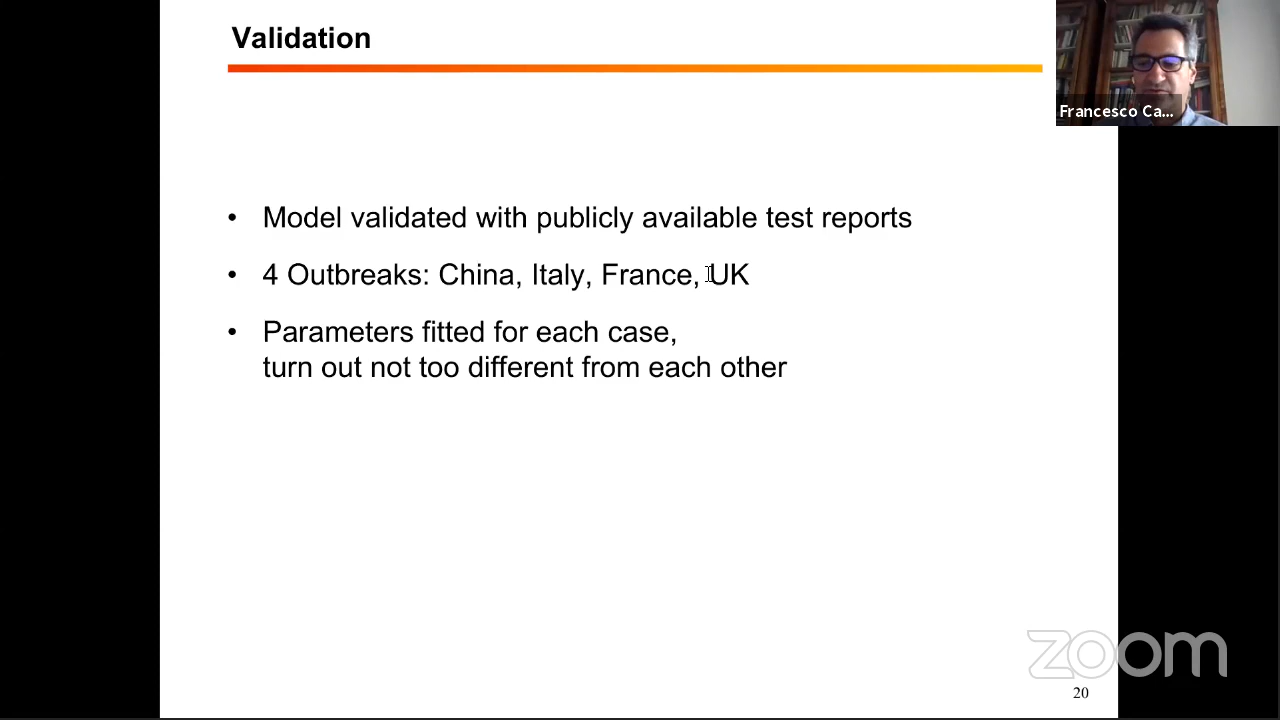 Validation
Francesco Ca...
• Model validated with publicly available test reports
• 4 Outbreaks: China, Italy, France, UK
• Parameters fitted for each case,
turn out not too different from each other
zoom
20